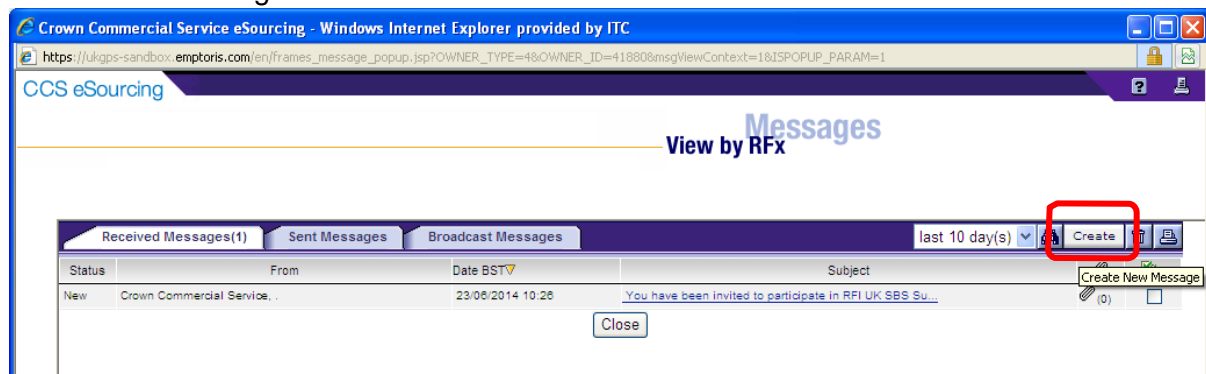 Crown Commercial Service eSourcing - Windows Internet Explorer provided by ITC
https://ukgps-sandbox.emptoris.com/en/frames_message_popup.jsp?OWNER_TYPE=4&OWNER_ID=41880&msgViewContext=1&ISPOPUP_PARAM=1
CCS eSourcing
Messages
View by RFx
Received Messages(1) Sent Messages Broadcast Messages last 10 day(s) Create
Status From Date BST Subject
Create New Message
New Crown Commercial Service, . 23/06/2014 10:26 You have been invited to participate in RFI UK SBS Su... (0)
Close